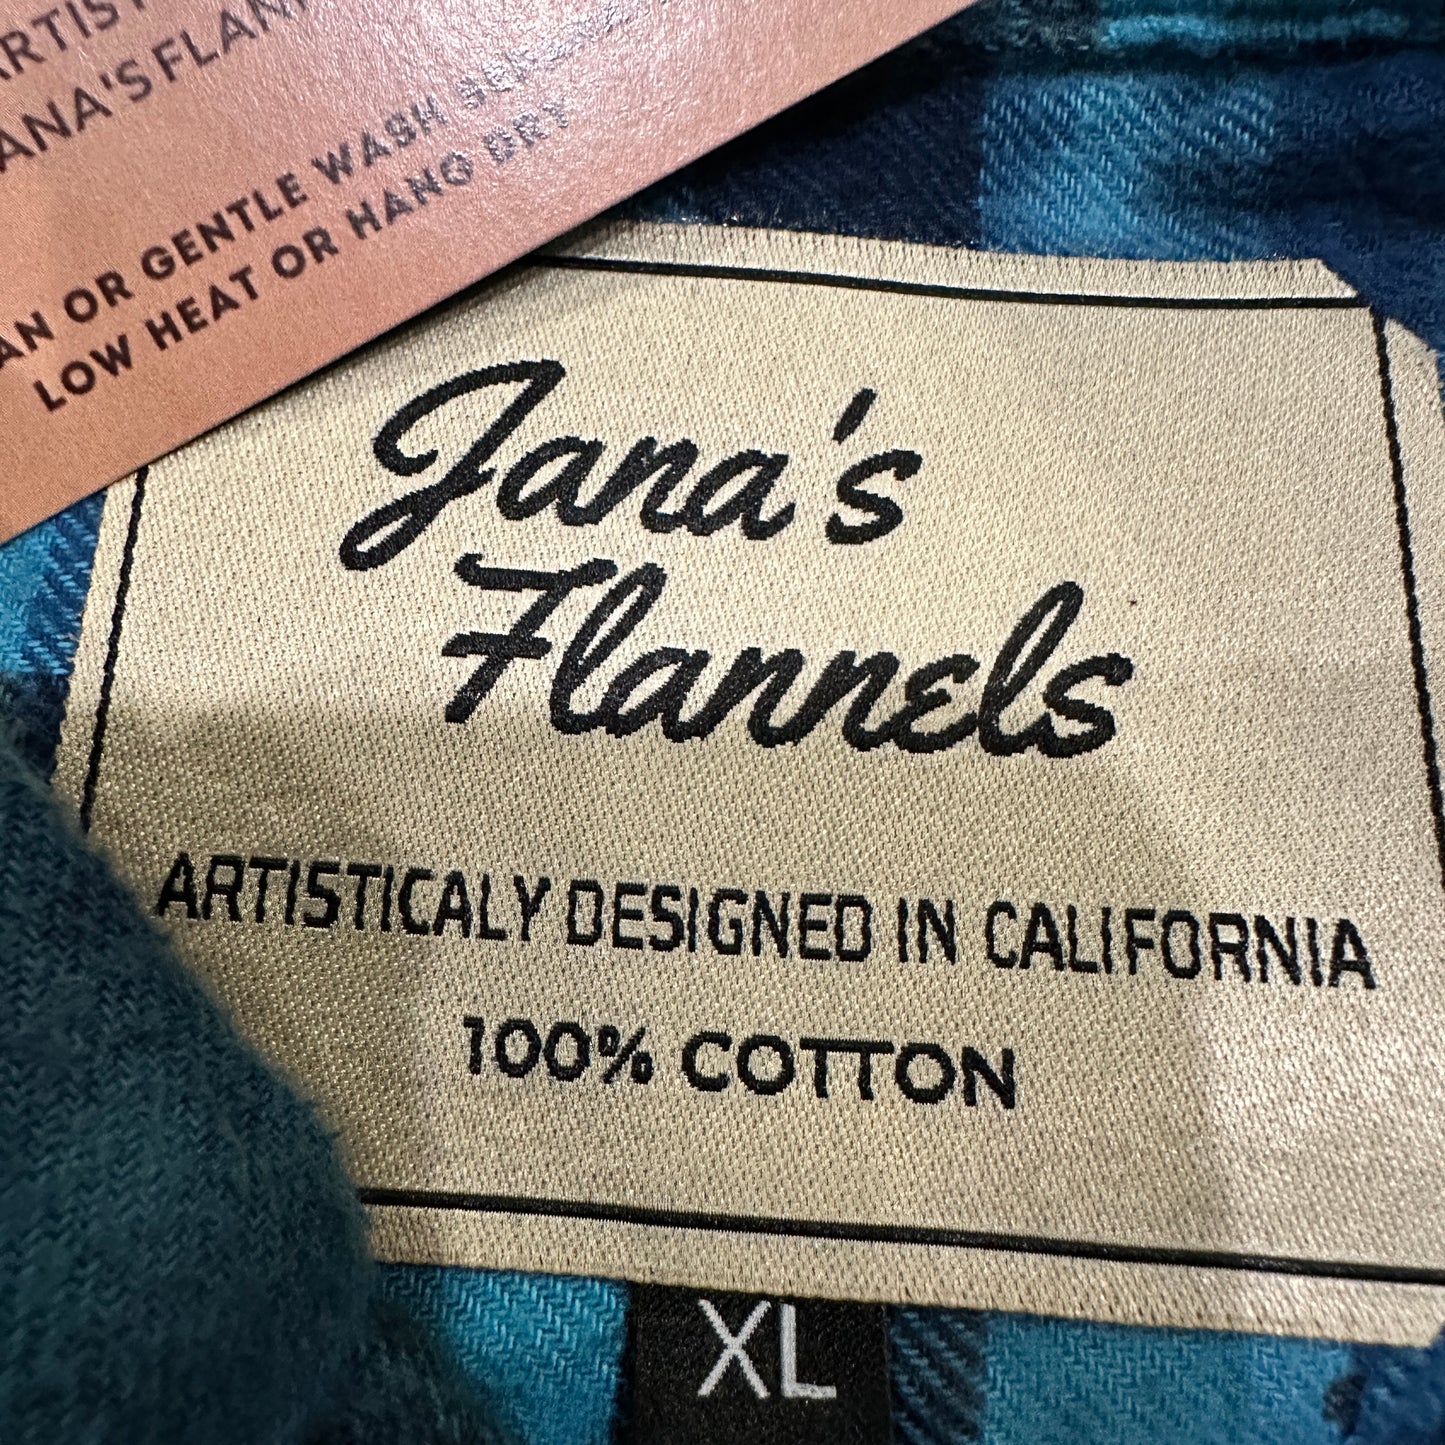 ANA'S FLAN
AN OR GENTLE WASH
LOW HEAT OR HANG DRY
Jana's
Flannels
ARTISTICALY DESIGNED IN CALIFORNIA
100% COTTON
XL